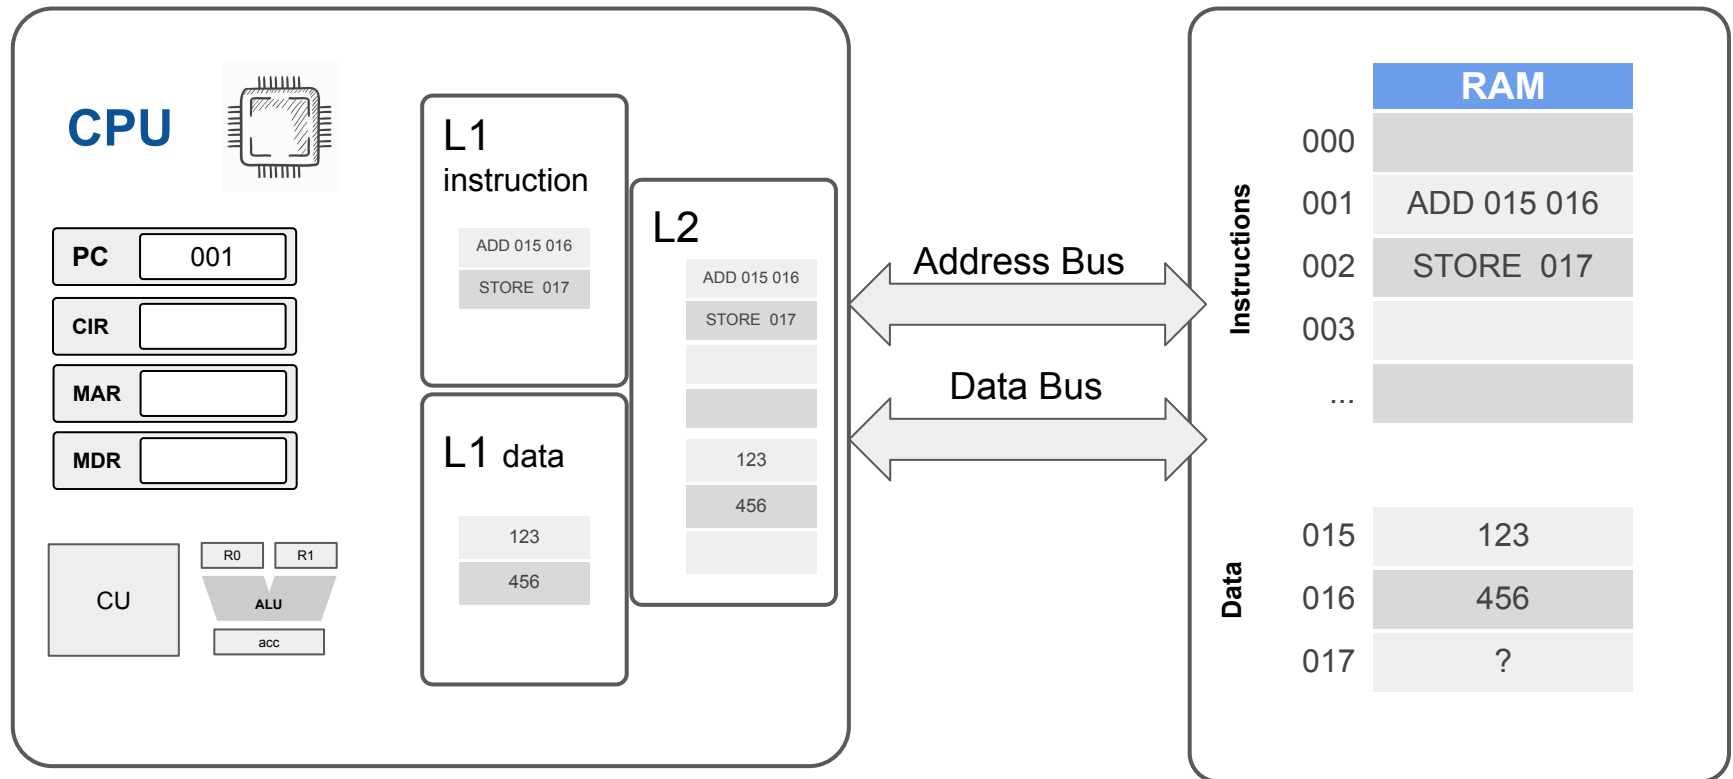 CPU
PC 001
CIR
MAR
MDR
CU
R0 R1
ALU
acc
L1
instruction
ADD 015 016
STORE 017
L1 data
123
456
L2
ADD 015 016
STORE 017
123
456
Address Bus
Data Bus
RAM
Instructions
000
001 ADD 015 016
002 STORE 017
003
...
Data
015 123
016 456
017 ?